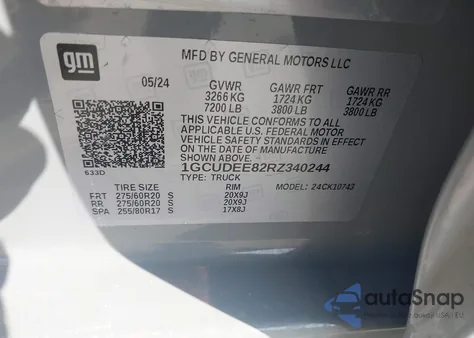 gm
MFD BY GENERAL MOTORS LLC
05/24 GVWR GAWR FRT GAWR RR
3266 KG 1724 KG 1724 KG
7200 LB 3800 LB 3800 LB
THIS VEHICLE CONFORMS TO ALL
APPLICABLE U.S. FEDERAL MOTOR
VEHICLE SAFETY STANDARDS IN
EFFECT ON THE DATE OF
MANUFACTURE SHOWN ABOVE.
1GCUDEE82RZ340244
633D TYPE: TRUCK MODEL: 24CK10743
TIRE SIZE RIM
FRT 275/60R20 S 20X9J
RR 275/60R20 S 20X9J
SPA 255/80R17 S 17X8J
autoSnap